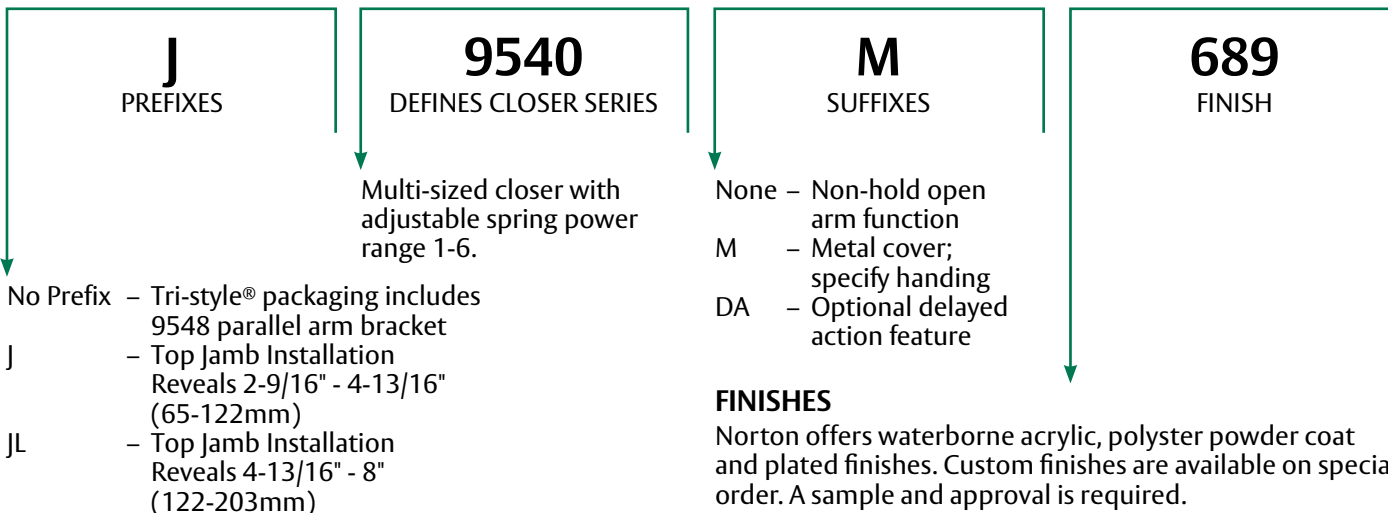 J
PREFIXES
9540
DEFINES CLOSER SERIES
M
SUFFIXES
689
FINISH
No Prefix – Tri-style® packaging includes
9548 parallel arm bracket
J – Top Jamb Installation
Reveals 2-9/16" - 4-13/16"
(65-122mm)
JL – Top Jamb Installation
Reveals 4-13/16" - 8"
(122-203mm)
Multi-sized closer with
adjustable spring power
range 1-6.
None – Non-hold open
arm function
M – Metal cover;
specify handing
DA – Optional delayed
action feature
FINISHES
Norton offers waterborne acrylic, polyster powder coat
and plated finishes. Custom finishes are available on specia
order. A sample and approval is required.